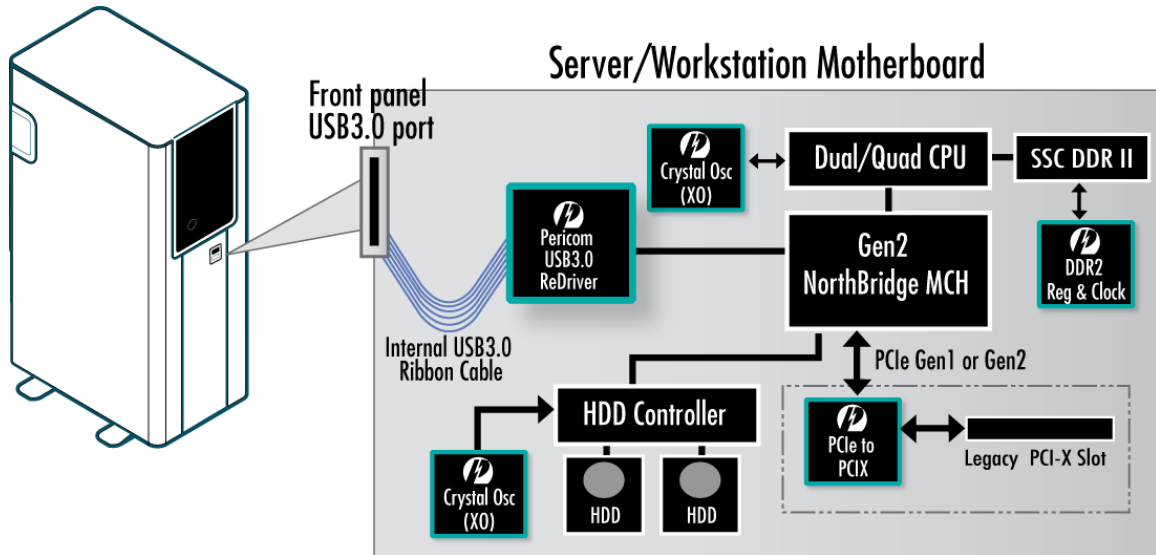 Server/Workstation Motherboard
Front panel
USB3.0 port
Crystal Osc
(XO)
Dual/Quad CPU
SSC DDR II
Pericom
USB3.0
ReDriver
Gen2
NorthBridge MCH
DDR2
Reg & Clock
Internal USB3.0
Ribbon Cable
PCIe Gen1 or Gen2
HDD Controller
PCIe to
PCIX
Legacy PCI-X Slot
Crystal Osc
(XO)
HDD
HDD